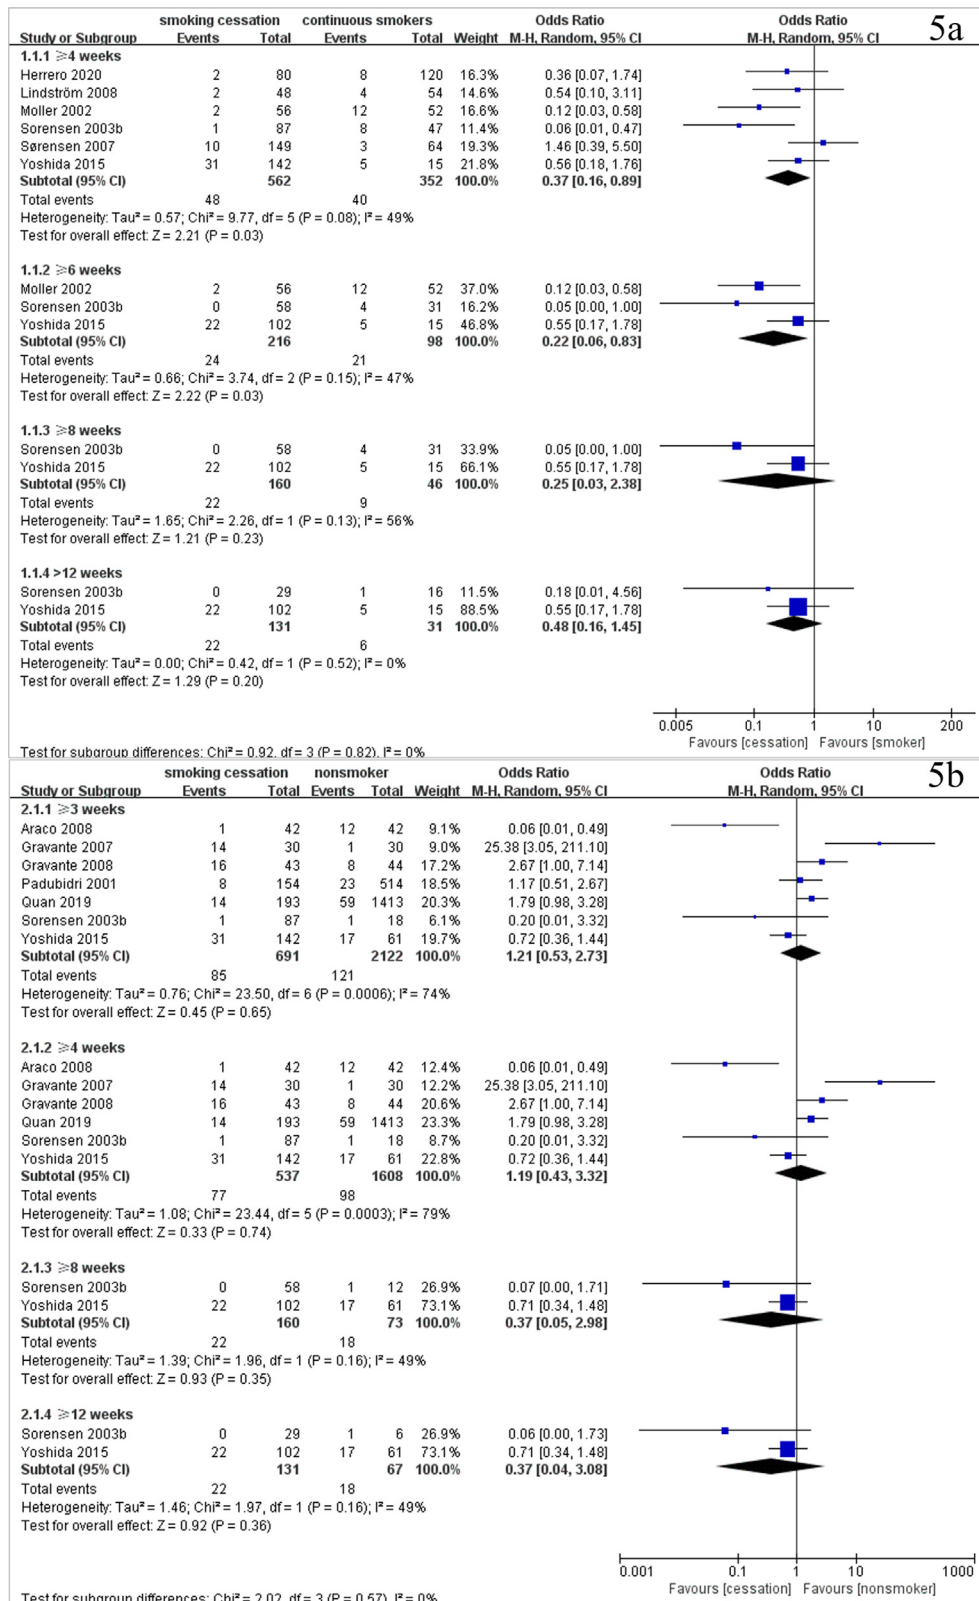 smoking cessation continuous smokers Odds Ratio Odds Ratio 5a
Study or Subgroup Events Total Events Total Weight M-H, Random, 95% CI M-H, Random, 95% CI
1.1.1 ⩾4 weeks
Herrero 2020 2 80 8 120 16.3% 0.36 [0.07, 1.74]
Lindström 2008 2 48 4 54 14.6% 0.54 [0.10, 3.11]
Moller 2002 2 56 12 52 16.6% 0.12 [0.03, 0.58]
Sorensen 2003b 1 87 8 47 11.4% 0.06 [0.01, 0.47]
Sørensen 2007 10 149 3 64 19.3% 1.46 [0.39, 5.50]
Yoshida 2015 31 142 5 15 21.8% 0.56 [0.18, 1.76]
Subtotal (95% CI) 562 352 100.0% 0.37 [0.16, 0.89]
Total events 48 40
Heterogeneity: Tau² = 0.57; Chi² = 9.77, df = 5 (P = 0.08); I² = 49%
Test for overall effect: Z = 2.21 (P = 0.03)
1.1.2 ⩾6 weeks
Moller 2002 2 56 12 52 37.0% 0.12 [0.03, 0.58]
Sorensen 2003b 0 58 4 31 16.2% 0.05 [0.00, 1.00]
Yoshida 2015 22 102 5 15 46.8% 0.55 [0.17, 1.78]
Subtotal (95% CI) 216 98 100.0% 0.22 [0.06, 0.83]
Total events 24 21
Heterogeneity: Tau² = 0.66; Chi² = 3.74, df = 2 (P = 0.15); I² = 47%
Test for overall effect: Z = 2.22 (P = 0.03)
1.1.3 ⩾8 weeks
Sorensen 2003b 0 58 4 31 33.9% 0.05 [0.00, 1.00]
Yoshida 2015 22 102 5 15 66.1% 0.55 [0.17, 1.78]
Subtotal (95% CI) 160 46 100.0% 0.25 [0.03, 2.38]
Total events 22 9
Heterogeneity: Tau² = 1.65; Chi² = 2.26, df = 1 (P = 0.13); I² = 56%
Test for overall effect: Z = 1.21 (P = 0.23)
1.1.4 >12 weeks
Sorensen 2003b 0 29 1 16 11.5% 0.18 [0.01, 4.56]
Yoshida 2015 22 102 5 15 88.5% 0.55 [0.17, 1.78]
Subtotal (95% CI) 131 31 100.0% 0.48 [0.16, 1.45]
Total events 22 6
Heterogeneity: Tau² = 0.00; Chi² = 0.42, df = 1 (P = 0.52); I² = 0%
Test for overall effect: Z = 1.29 (P = 0.20)
0.005 0.1 1 10 200
Favours [cessation] Favours [smoker]
Test for subgroup differences: Chi² = 0.92, df = 3 (P = 0.82), I² = 0%
smoking cessation nonsmoker Odds Ratio Odds Ratio 5b
Study or Subgroup Events Total Events Total Weight M-H, Random, 95% CI M-H, Random, 95% CI
2.1.1 ⩾3 weeks
Araco 2008 1 42 12 42 9.1% 0.06 [0.01, 0.49]
Gravante 2007 14 30 1 30 9.0% 25.38 [3.05, 211.10]
Gravante 2008 16 43 8 44 17.2% 2.67 [1.00, 7.14]
Padubidri 2001 8 154 23 514 18.5% 1.17 [0.51, 2.67]
Quan 2019 14 193 59 1413 20.3% 1.79 [0.98, 3.28]
Sorensen 2003b 1 87 1 18 6.1% 0.20 [0.01, 3.32]
Yoshida 2015 31 142 17 61 19.7% 0.72 [0.36, 1.44]
Subtotal (95% CI) 691 2122 100.0% 1.21 [0.53, 2.73]
Total events 85 121
Heterogeneity: Tau² = 0.76; Chi² = 23.50, df = 6 (P = 0.0006); I² = 74%
Test for overall effect: Z = 0.45 (P = 0.65)
2.1.2 ⩾4 weeks
Araco 2008 1 42 12 42 12.4% 0.06 [0.01, 0.49]
Gravante 2007 14 30 1 30 12.2% 25.38 [3.05, 211.10]
Gravante 2008 16 43 8 44 20.6% 2.67 [1.00, 7.14]
Quan 2019 14 193 59 1413 23.3% 1.79 [0.98, 3.28]
Sorensen 2003b 1 87 1 18 8.7% 0.20 [0.01, 3.32]
Yoshida 2015 31 142 17 61 22.8% 0.72 [0.36, 1.44]
Subtotal (95% CI) 537 1608 100.0% 1.19 [0.43, 3.32]
Total events 77 98
Heterogeneity: Tau² = 1.08; Chi² = 23.44, df = 5 (P = 0.0003); I² = 79%
Test for overall effect: Z = 0.33 (P = 0.74)
2.1.3 ⩾8 weeks
Sorensen 2003b 0 58 1 12 26.9% 0.07 [0.00, 1.71]
Yoshida 2015 22 102 17 61 73.1% 0.71 [0.34, 1.48]
Subtotal (95% CI) 160 73 100.0% 0.37 [0.05, 2.98]
Total events 22 18
Heterogeneity: Tau² = 1.39; Chi² = 1.96, df = 1 (P = 0.16); I² = 49%
Test for overall effect: Z = 0.93 (P = 0.35)
2.1.4 ⩾12 weeks
Sorensen 2003b 0 29 1 6 26.9% 0.06 [0.00, 1.73]
Yoshida 2015 22 102 17 61 73.1% 0.71 [0.34, 1.48]
Subtotal (95% CI) 131 67 100.0% 0.37 [0.04, 3.08]
Total events 22 18
Heterogeneity: Tau² = 1.46; Chi² = 1.97, df = 1 (P = 0.16); I² = 49%
Test for overall effect: Z = 0.92 (P = 0.36)
0.001 0.1 1 10 1000
Favours [cessation] Favours [nonsmoker]
Test for subgroup differences: Chi² = 2.02, df = 3 (P = 0.57), I² = 0%